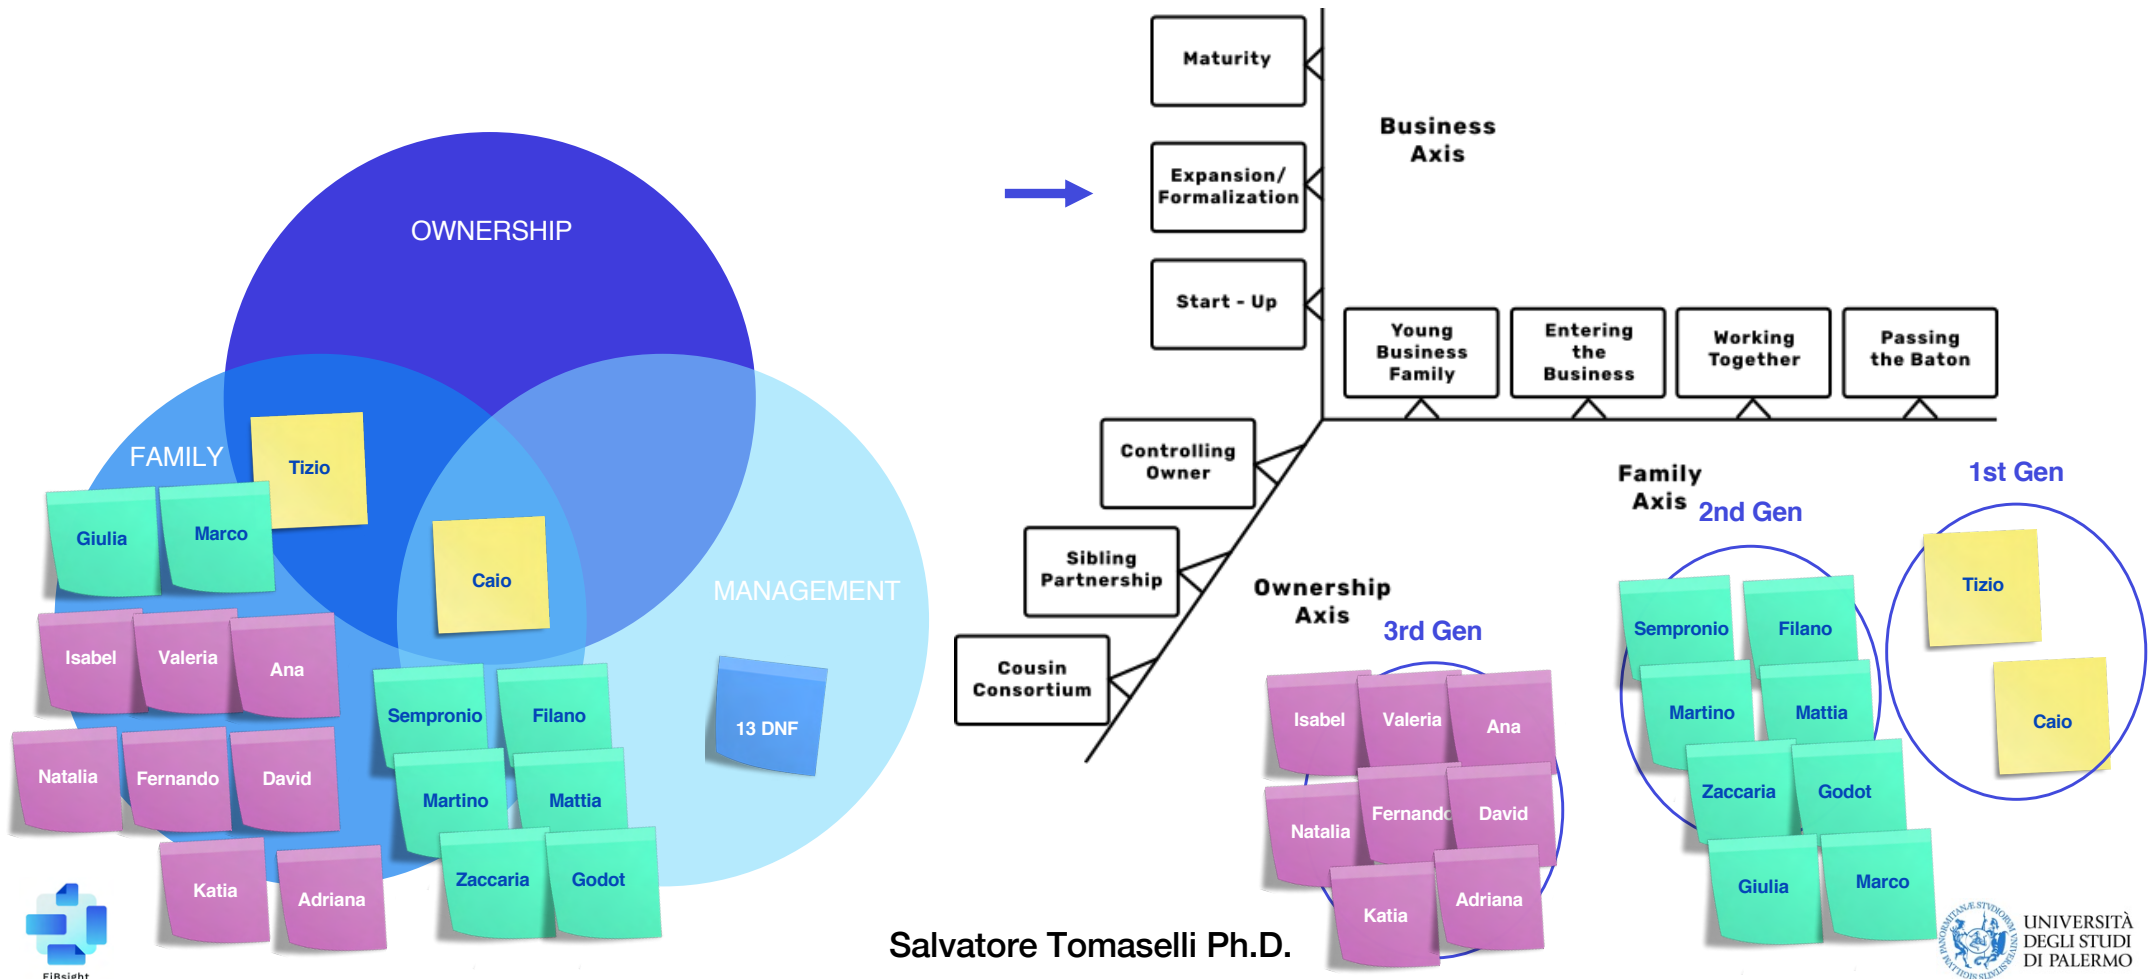 OWNERSHIP
FAMILY
MANAGEMENT
Tizio
Caio
Giulia
Marco
Isabel
Valeria
Ana
Natalia
Fernando
David
Katia
Adriana
Sempronio
Filano
Martino
Mattia
Zaccaria
Godot
13 DNF
Maturity
Expansion/
Formalization
Start - Up
Business
Axis
Young
Business
Family
Entering
the
Business
Working
Together
Passing
the Baton
Controlling
Owner
Sibling
Partnership
Cousin
Consortium
Ownership
Axis
Family
Axis
3rd Gen
Isabel
Valeria
Ana
Natalia
Fernando
David
Katia
Adriana
2nd Gen
Sempronio
Filano
Martino
Mattia
Zaccaria
Godot
Giulia
Marco
1st Gen
Tizio
Caio
FiBsight
Salvatore Tomaselli Ph.D.
UNIVERSITÀ
DEGLI STUDI
DI PALERMO